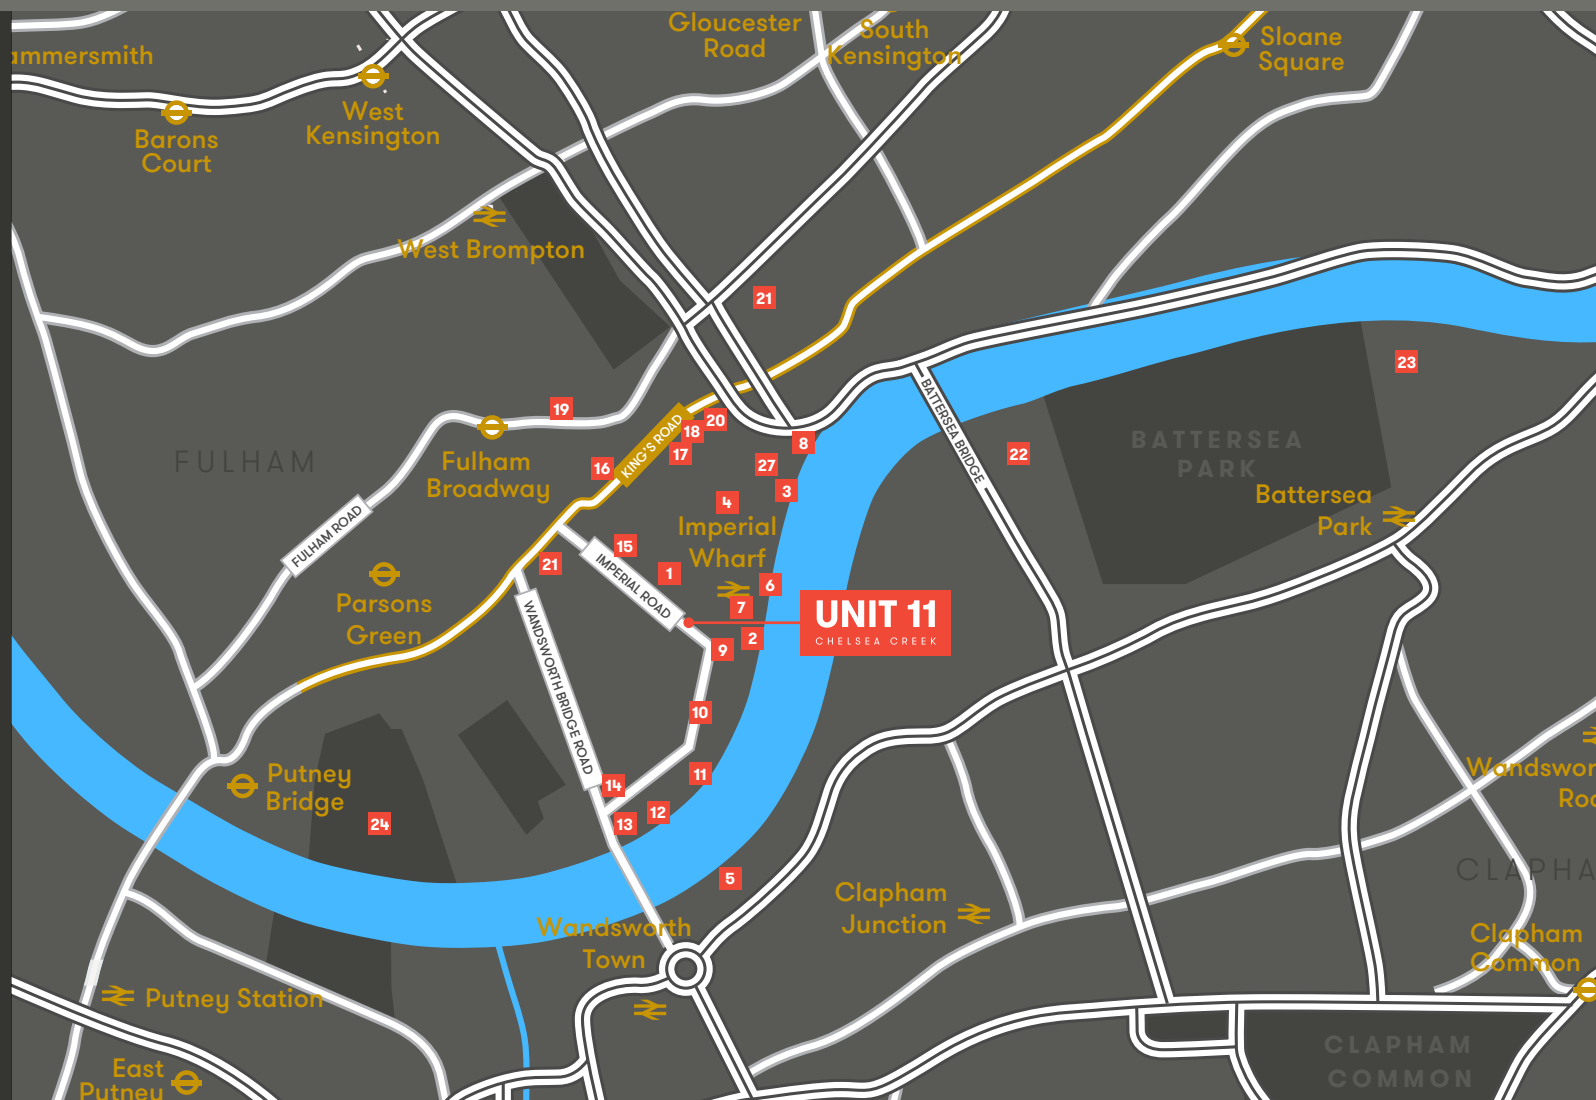 Gloucester
Road
South
Kensington
Sloane
Square
ammersmith
West
Kensington
Barons
Court
West Brompton
21
23
19
20
18
8
KING'S ROAD
BATTERSEA BRIDGE
BATTERSEA
PARK
FULHAM
Fulham
Broadway
16
17
27
22
3
4
Battersea
Park
FULHAM ROAD
Imperial
Wharf
15
21
1
IMPERIAL ROAD
6
7
Parsons
Green
WANDSWORTH BRIDGE ROAD
UNIT 11
CHELSEA CREEK
2
9
10
11
Putney
Bridge
14
24
13
12
Wandswor
Roa
5
CLAPHA
Clapham
Junction
Wandsworth
Town
Clapham
Common
Putney Station
CLAPHAM
COMMON
East
Putney